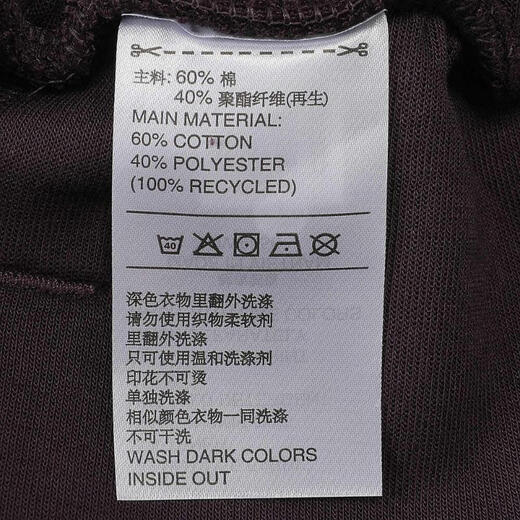 主料: 60% 棉
40% 聚酯纤维(再生)
MAIN MATERIAL:
60% COTTON
40% POLYESTER
(100% RECYCLED)
40
深色衣物里翻外洗涤
请勿使用织物柔软剂
里翻外洗涤
只可使用温和洗涤剂
印花不可烫
单独洗涤
相似颜色衣物一同洗涤
不可干洗
WASH DARK COLORS
INSIDE OUT